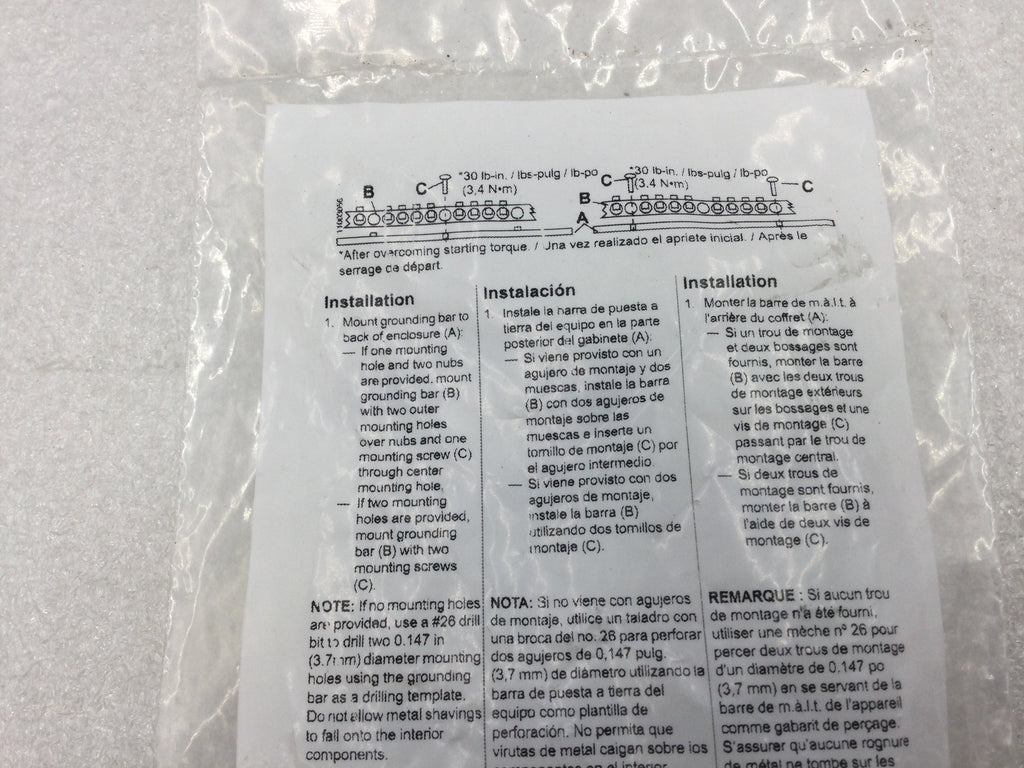 *30 lb-in. / lbs-pulg / lb-po
(3,4 N•m)
C
B
*30 lb-in. / lbs-pulg / lb-po
(3,4 N•m)
C
C
B
A
*After overcoming starting torque. / Una vez realizado el apriete inicial. / Après le
serrage de départ.
Installation
1. Mount grounding bar to
back of enclosure (A):
— If one mounting
hole and two nubs
are provided, mount
grounding bar (B)
with two outer
mounting holes
over nubs and one
mounting screw (C)
through center
mounting hole.
— If two mounting
holes are provided,
mount grounding
bar (B) with two
mounting screws
(C).
NOTE: If no mounting holes
are provided, use a #26 drill
bit to drill two 0.147 in
(3.7 mm) diameter mounting
holes using the grounding
bar as a drilling template.
Do not allow metal shavings
to fall onto the interior
components.
Instalación
1. Instale la barra de puesta a
tierra del equipo en la parte
posterior del gabinete (A):
— Si viene provisto con un
agujero de montaje y dos
muescas, instale la barra
(B) con dos agujeros de
montaje sobre las
muescas e inserte un
tornillo de montaje (C) por
el agujero intermedio.
— Si viene provisto con dos
agujeros de montaje,
instale la barra (B)
utilizando dos tornillos de
montaje (C).
NOTA: Si no viene con agujeros
de montaje, utilice un taladro con
una broca del no. 26 para perforar
dos agujeros de 0,147 pulg.
(3,7 mm) de diámetro utilizando la
barra de puesta a tierra del
equipo como plantilla de
perforación. No permita que
virutas de metal caigan sobre los
componentes en el interior
Installation
1. Monter la barre de m.à.l.t. à
l'arrière du coffret (A):
— Si un trou de montage
et deux bossages sont
fournis, monter la barre
(B) avec les deux trous
de montage extérieurs
sur les bossages et une
vis de montage (C)
passant par le trou de
montage central.
— Si deux trous de
montage sont fournis,
monter la barre (B) à
l'aide de deux vis de
montage (C).
REMARQUE : Si aucun trou
de montage n'a été fourni,
utiliser une mèche nº 26 pour
percer deux trous de montage
d'un diamètre de 0.147 po
(3,7 mm) en se servant de la
barre de m.à.l.t. de l'appareil
comme gabarit de perçage.
S'assurer qu'aucune rognure
de métal ne tombe sur les